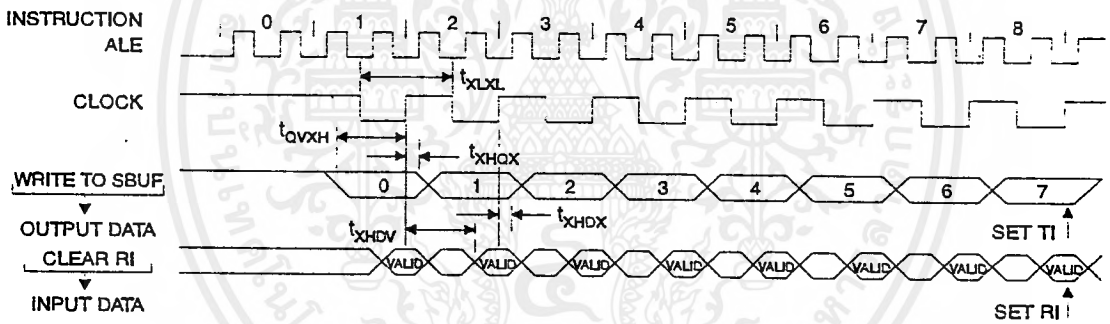 INSTRUCTION 0 1 2 3 4 5 6 7 8
ALE
tXLXL
CLOCK
tQVXH
tXHQX
WRITE TO SBUF 0 1 2 3 4 5 6 7
OUTPUT DATA
tXHDV
tXHDX
SET TI
CLEAR RI VALID VALID VALID VALID VALID VALID VALID VALID
INPUT DATA
SET RI